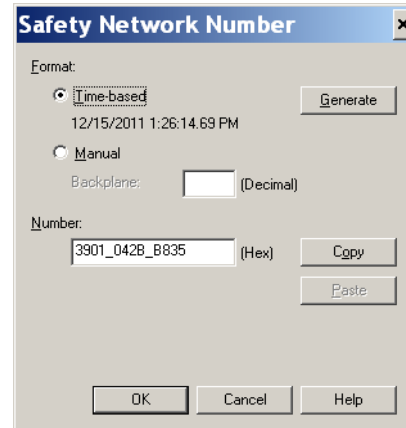 Safety Network Number
Format:
Time-based
Generate
12/15/2011 1:26:14.69 PM
Manual
Backplane:
(Decimal)
Number:
3901_042B_B835
(Hex)
Copy
Paste
OK
Cancel
Help